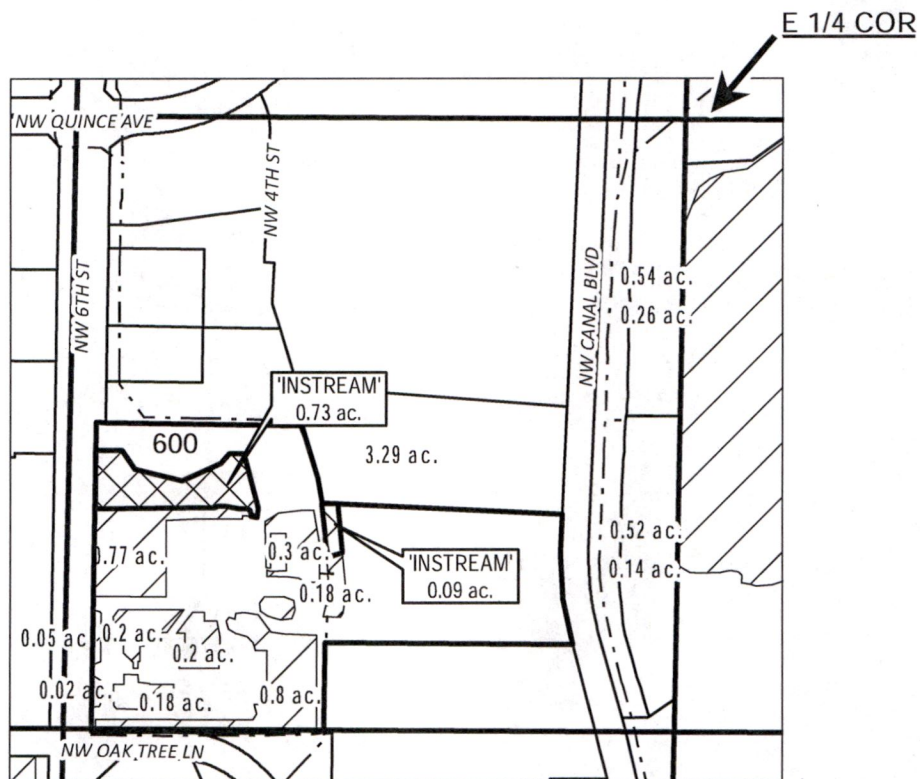 E 1/4 COR
NW QUINCE AVE
NW 4TH ST
NW 6TH ST
NW CANAL BLVD
0.54 ac.
0.26 ac.
'INSTREAM'
0.73 ac.
600
3.29 ac.
0.52 ac.
0.14 ac.
0.77 ac.
0.3 ac.
'INSTREAM'
0.09 ac.
0.18 ac.
0.05 ac.
0.2 ac.
0.2 ac.
0.02 ac.
0.18 ac.
0.8 ac.
NW OAK TREE LN